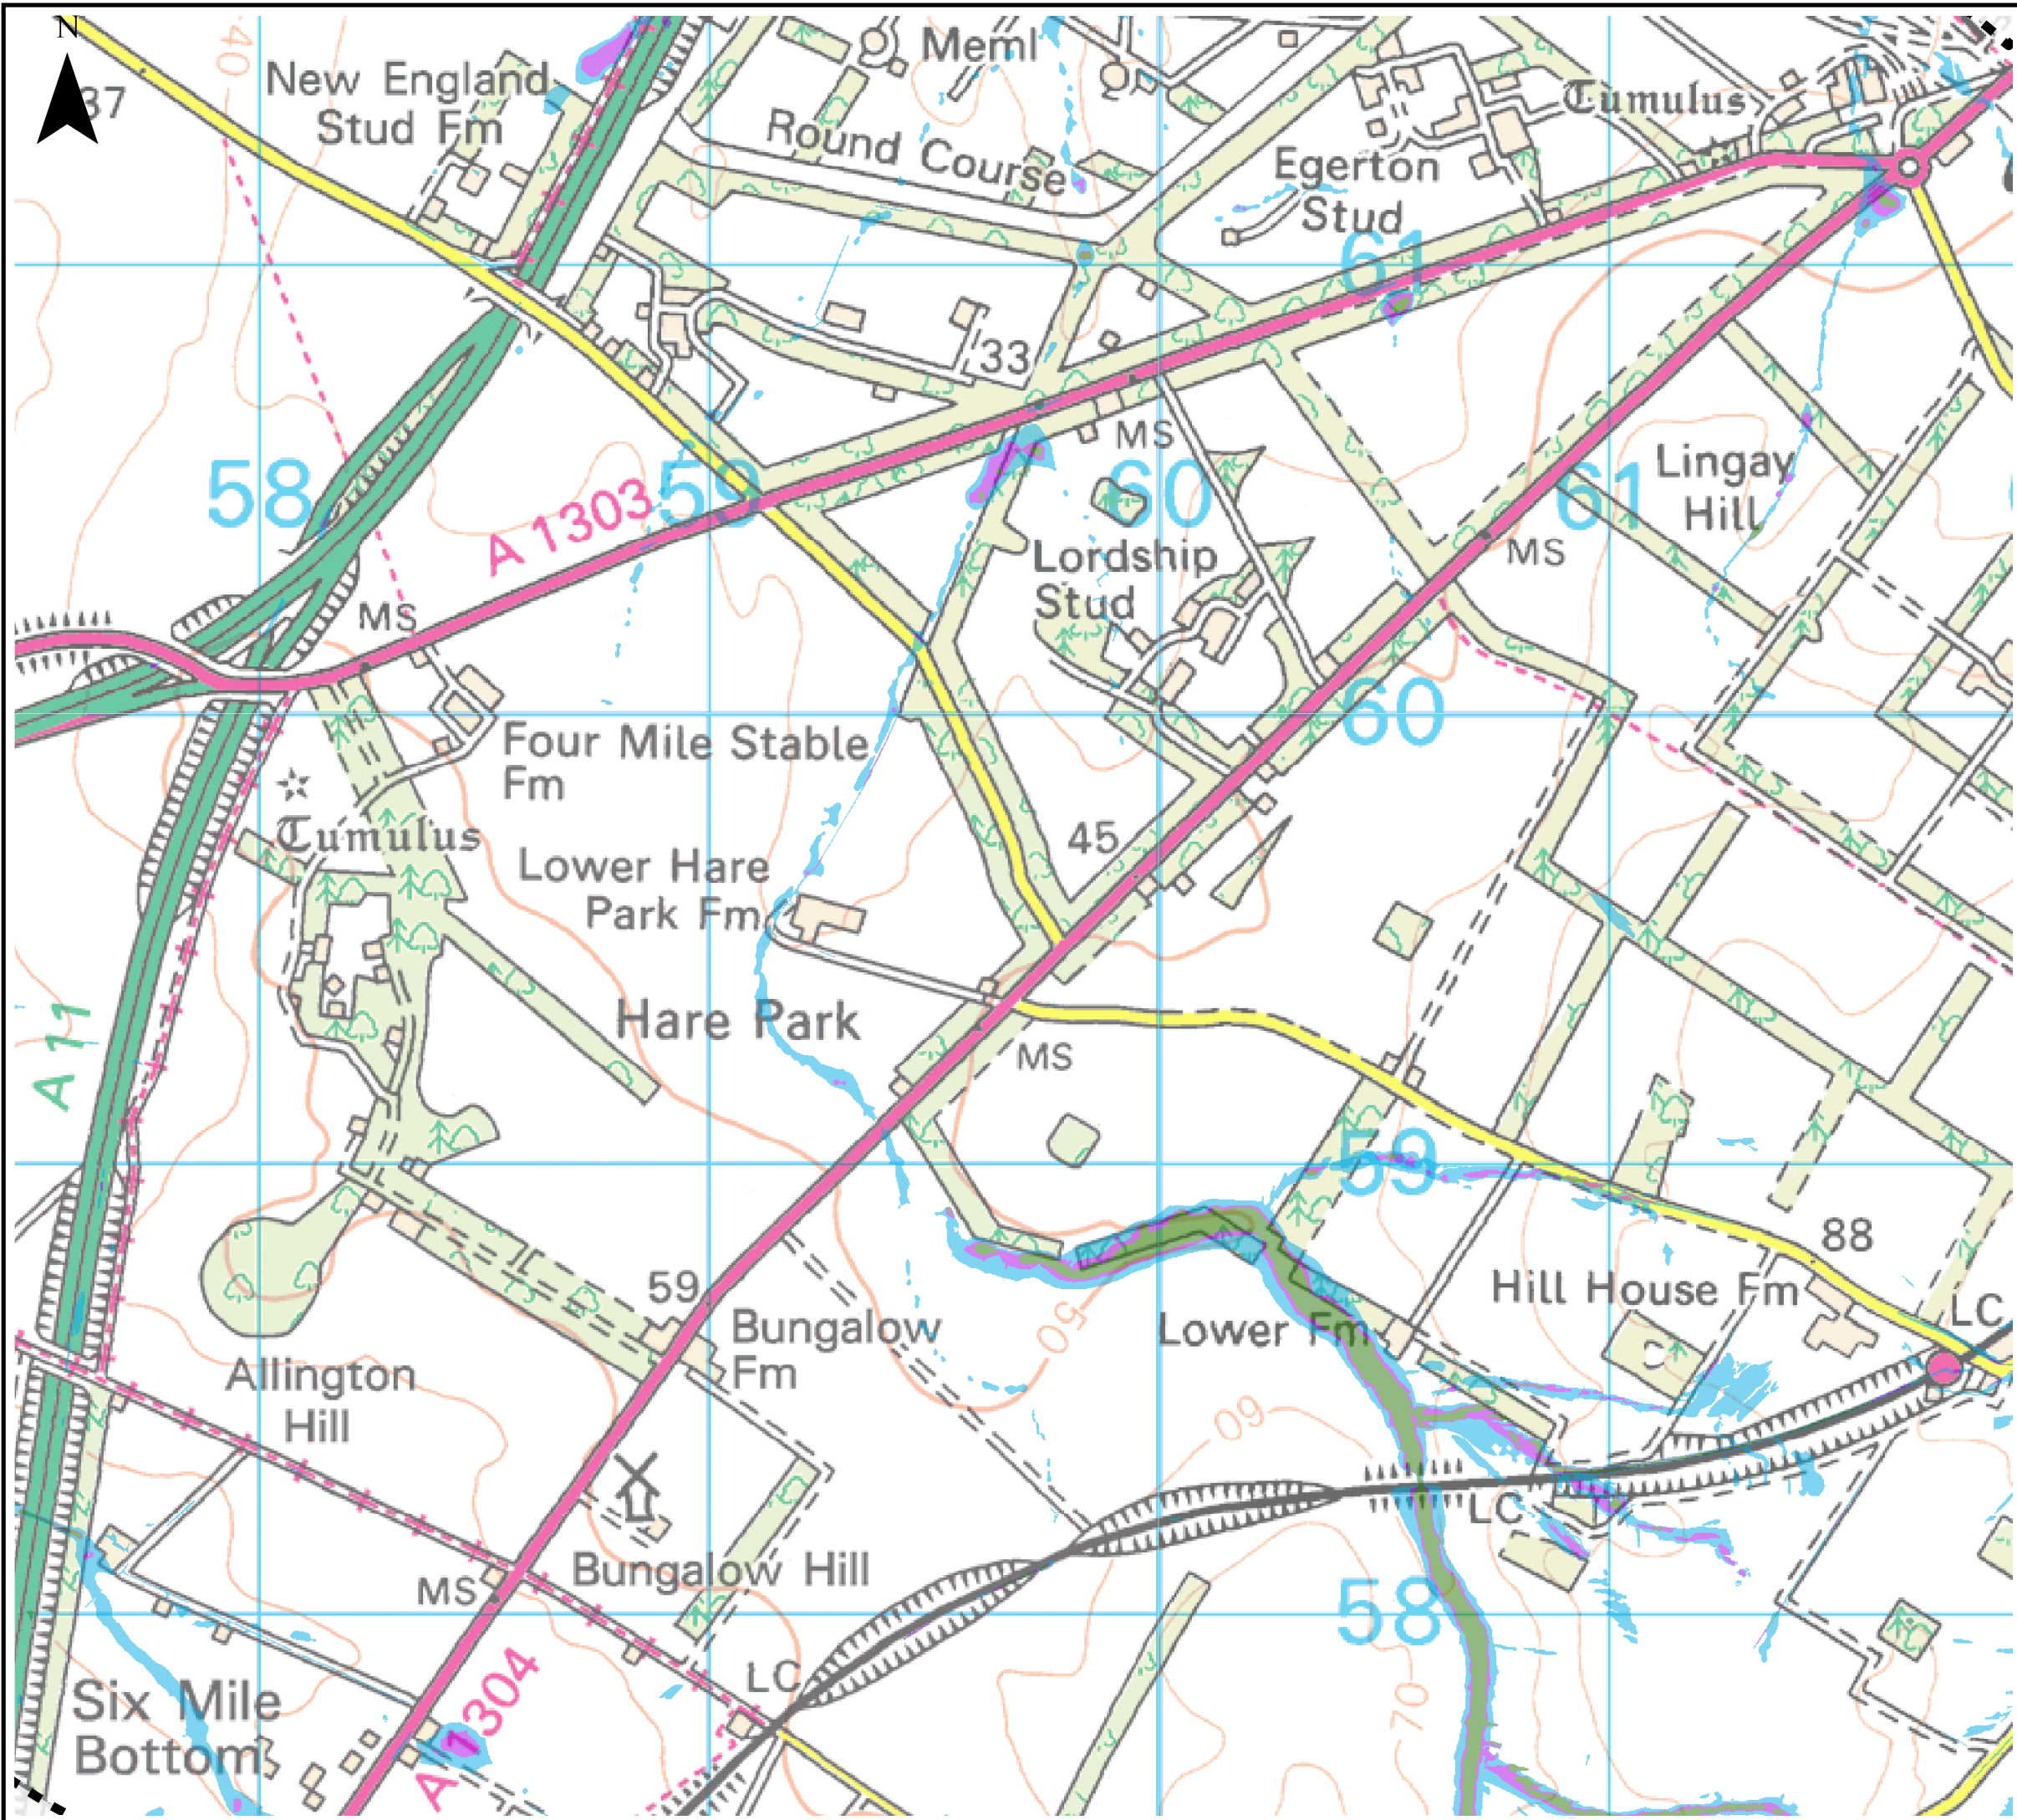 N
40
37
New England
Stud Fm
Meml
Round Course
Tumulus
Egerton
Stud
61
33
MS
58
A 1303
59
60
61
Lingay
Hill
MS
Lordship
Stud
MS
60
Four Mile Stable
Fm
Tumulus
45
Lower Hare
Park Fm
A 11
Hare Park
MS
59
88
59
Hill House Fm
LC
50
Lower Fm
Bungalow
Fm
Allington
Hill
60
LC
Bungalow Hill
MS
58
LC
70
A 1304
Six Mile
Bottom